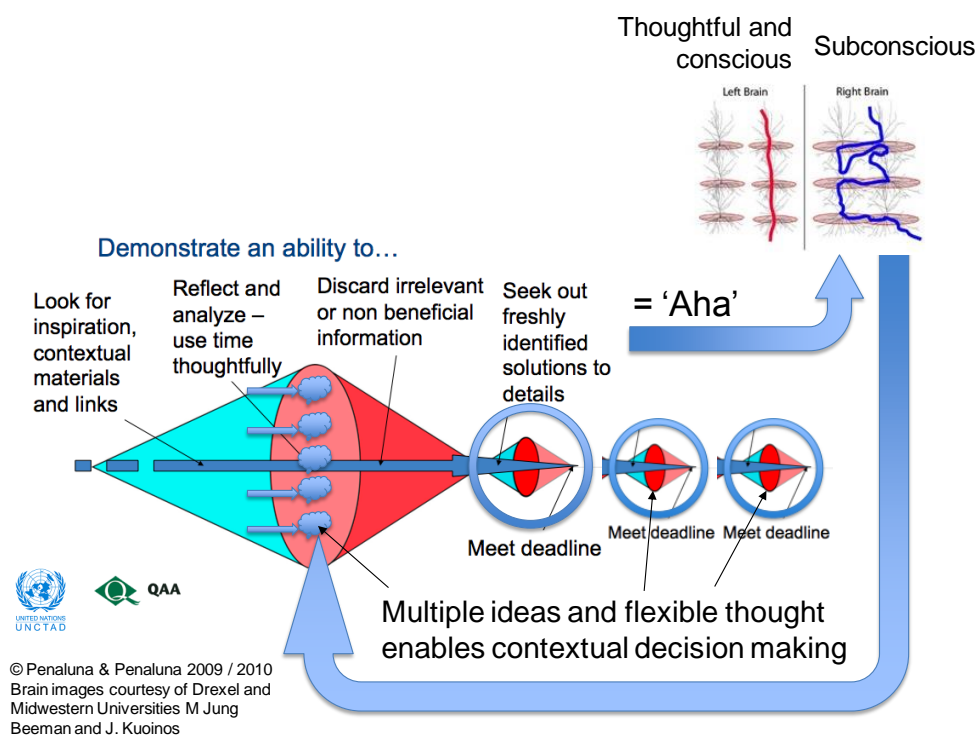 Thoughtful and
conscious
Subconscious
Left Brain
Right Brain
Demonstrate an ability to…
Look for
inspiration,
contextual
materials
and links
Reflect and
analyze –
use time
thoughtfully
Discard irrelevant
or non beneficial
information
Seek out
freshly
identified
solutions to
details
= ‘Aha’
Meet deadline
Meet deadline
Meet deadline
Multiple ideas and flexible thought
enables contextual decision making
UNITED NATIONS
UNCTAD
QAA
© Penaluna & Penaluna 2009 / 2010
Brain images courtesy of Drexel and
Midwestern Universities M Jung
Beeman and J. Kuoinos